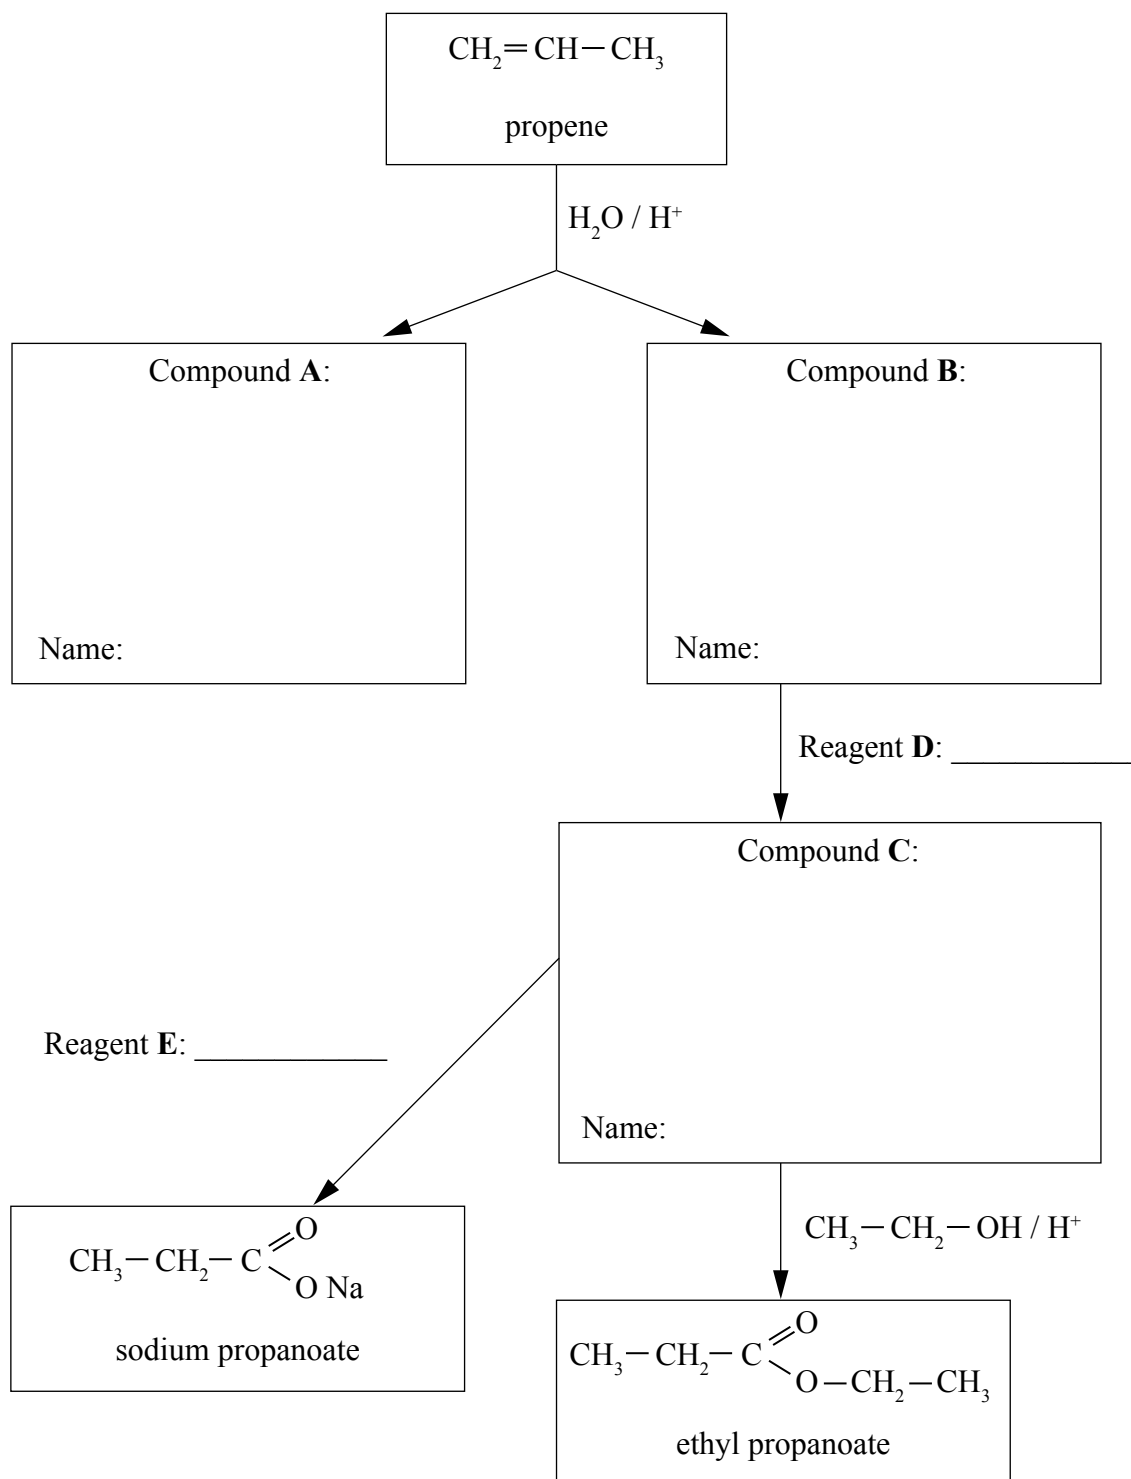 CH₂=CH—CH₃
propene
H₂O / H⁺
Compound A:
Name:
Compound B:
Name:
Reagent D: ____________
Compound C:
Name:
Reagent E: ____________
O
CH₃—CH₂—C
O Na
sodium propanoate
CH₃—CH₂—OH / H⁺
O
CH₃—CH₂—C
O—CH₂—CH₃
ethyl propanoate